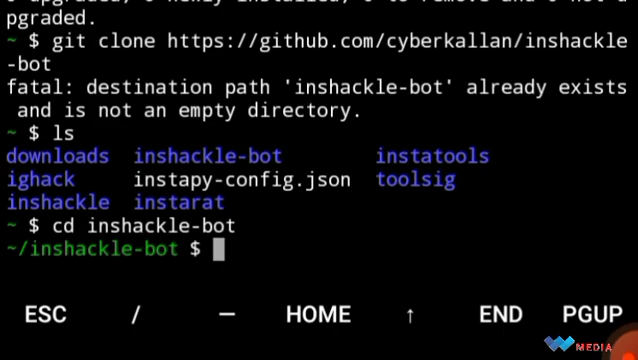 pgraded.
~ $ git clone https://github.com/cyberkallan/inshackle
-bot
fatal: destination path 'inshackle-bot' already exists
and is not an empty directory.
~ $ ls
downloads inshackle-bot instatools
ighack instapy-config.json toolsig
inshackle instarat
~ $ cd inshackle-bot
~/inshackle-bot $
ESC / — HOME ↑ END PGUP
MEDIA